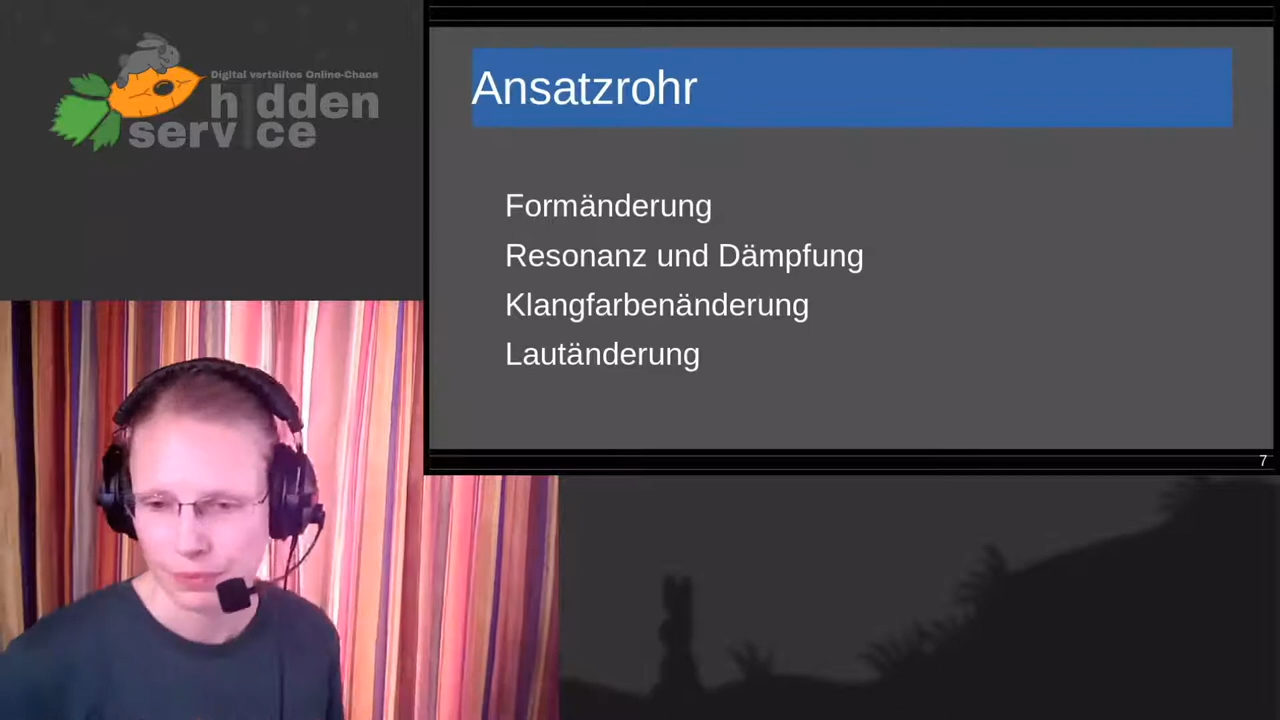 Digital verteiltes Online-Chaos
hidden
service
Ansatzrohr
Formänderung
Resonanz und Dämpfung
Klangfarbenänderung
Lautänderung
7